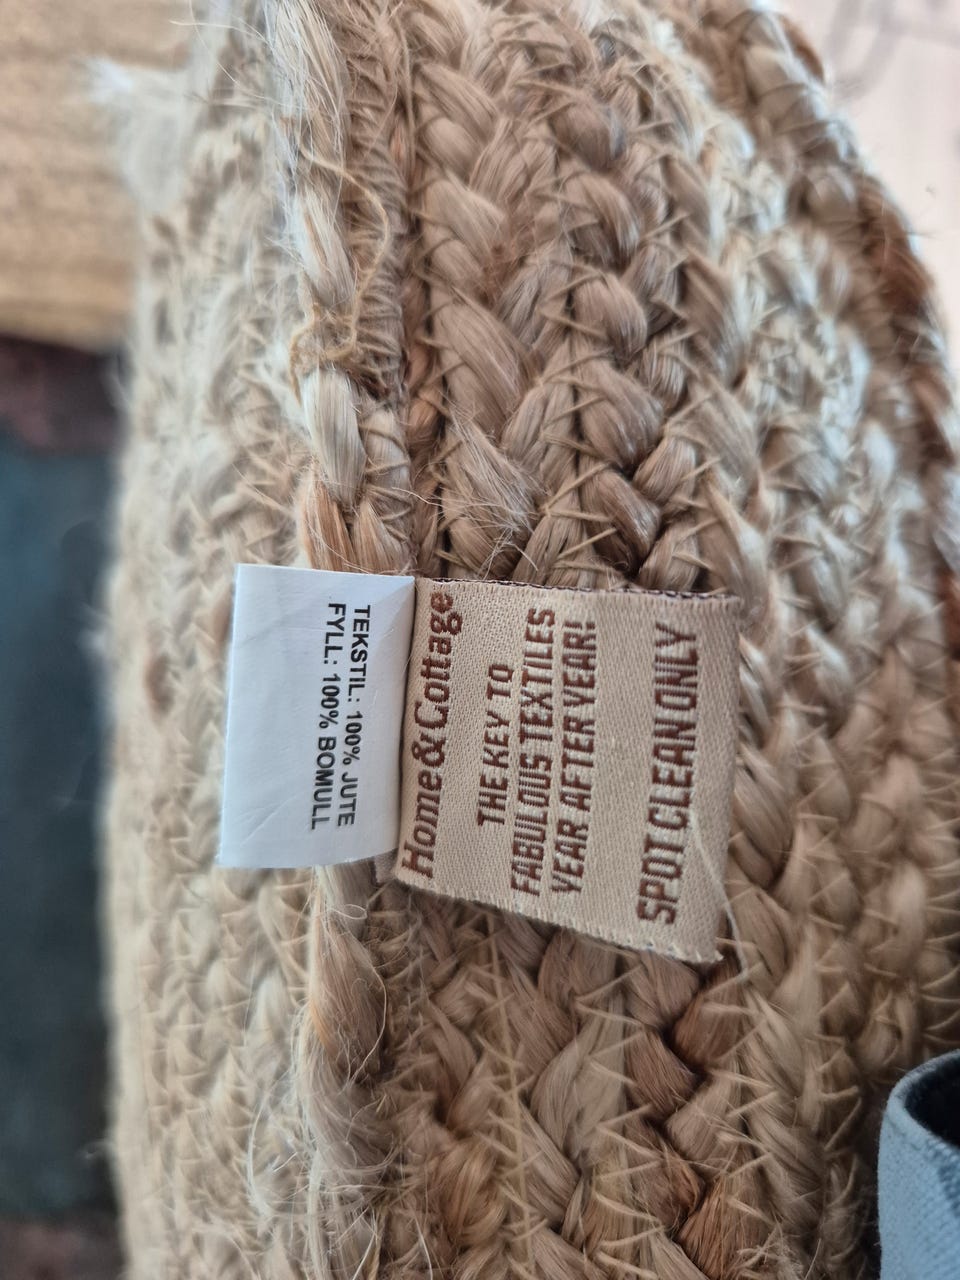 TEKSTIL: 100% JUTE
FYLL: 100% BOMULL
Home & Cottage
THE KEY TO
FABULOUS TEXTILES
YEAR AFTER YEAR!
SPOT CLEAN ONLY